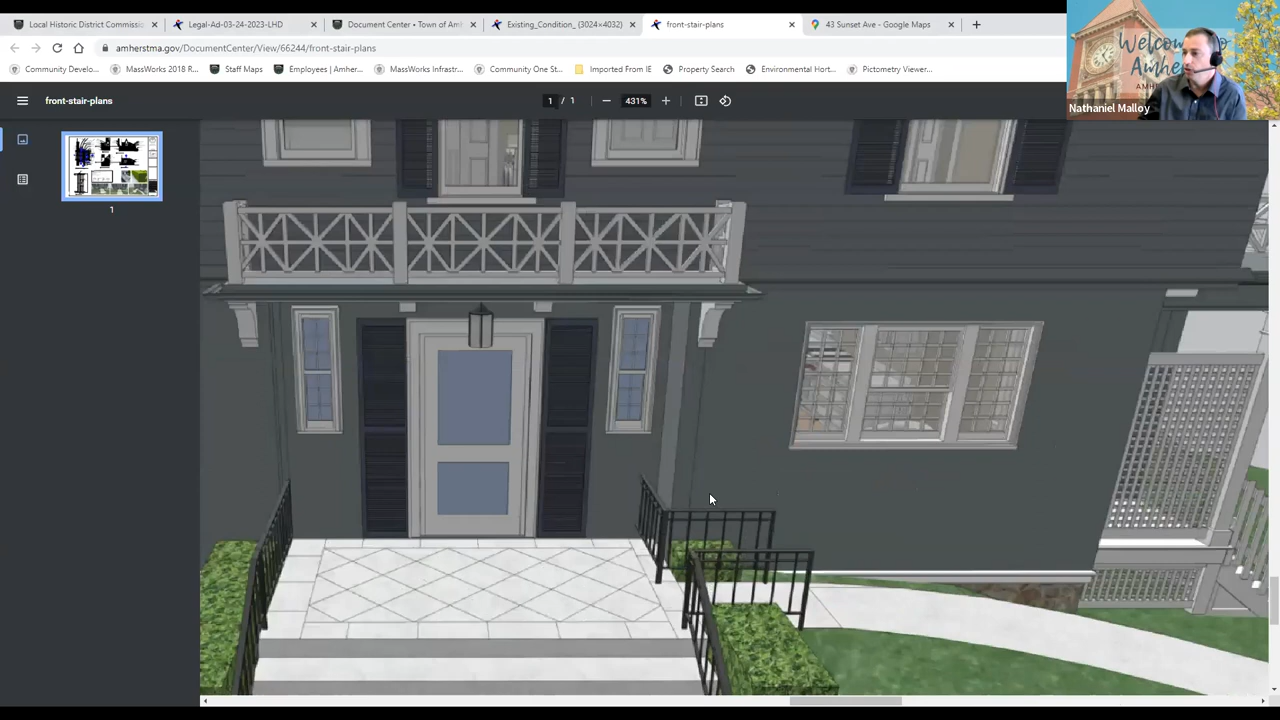 Local Historic District Commissio
Legal-Ad-03-24-2023-LHD
Document Center • Town of Amh
Existing_Condition_ (3024×4032)
front-stair-plans
43 Sunset Ave - Google Maps
amherstma.gov/DocumentCenter/View/66244/front-stair-plans
Community Develo...
MassWorks 2018 R...
Staff Maps
Employees | Amher...
MassWorks Infrastr...
Community One St...
Imported From IE
Property Search
Environmental Hort...
Pictometry Viewer...
front-stair-plans
1 / 1
431%
1
Nathaniel Malloy